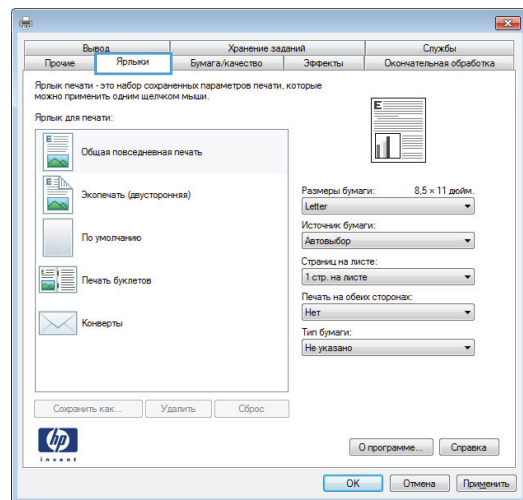 Вывод
Хранение заданий
Службы
Прочие
Ярлыки
Бумага/качество
Эффекты
Окончательная обработка
Ярлык печати - это набор сохраненных параметров печати, которые
можно применить одним щелчком мыши.
Ярлык для печати:
Общая повседневная печать
Экопечать (двусторонняя)
По умолчанию
Печать буклетов
Конверты
Сохранить как...
Удалить
Сброс
E
Размеры бумаги: 8,5 × 11 дюйм.
Letter
Источник бумаги:
Автовыбор
Страниц на листе:
1 стр. на листе
Печать на обеих сторонах:
Нет
Тип бумаги:
Не указано
hp
invent
О программе...
Справка
OK
Отмена
Применить